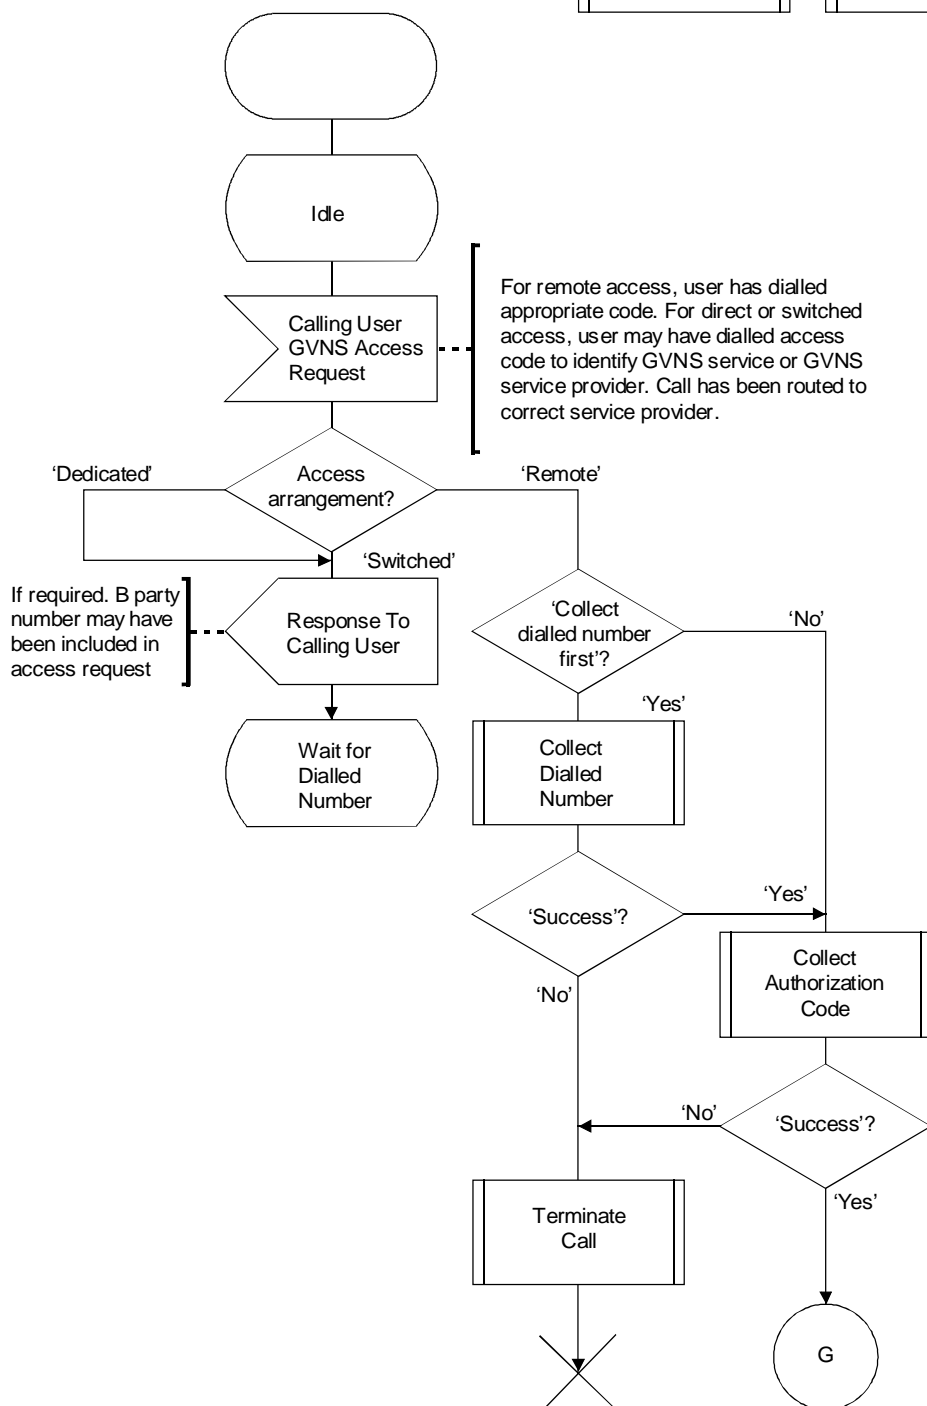 Idle
Calling User
GVNS Access
Request
For remote access, user has dialled
appropriate code. For direct or switched
access, user may have dialled access
code to identify GVNS service or GVNS
service provider. Call has been routed to
correct service provider.
‘Dedicated’
Access
arrangement?
‘Remote’
‘Switched’
If required. B party
number may have
been included in
access request
Response To
Calling User
‘Collect
dialled number
first’?
‘No’
‘Yes’
Wait for
Dialled
Number
Collect
Dialled
Number
‘Success’?
‘Yes’
‘No’
Collect
Authorization
Code
‘No’
‘Success’?
‘Yes’
Terminate
Call
G